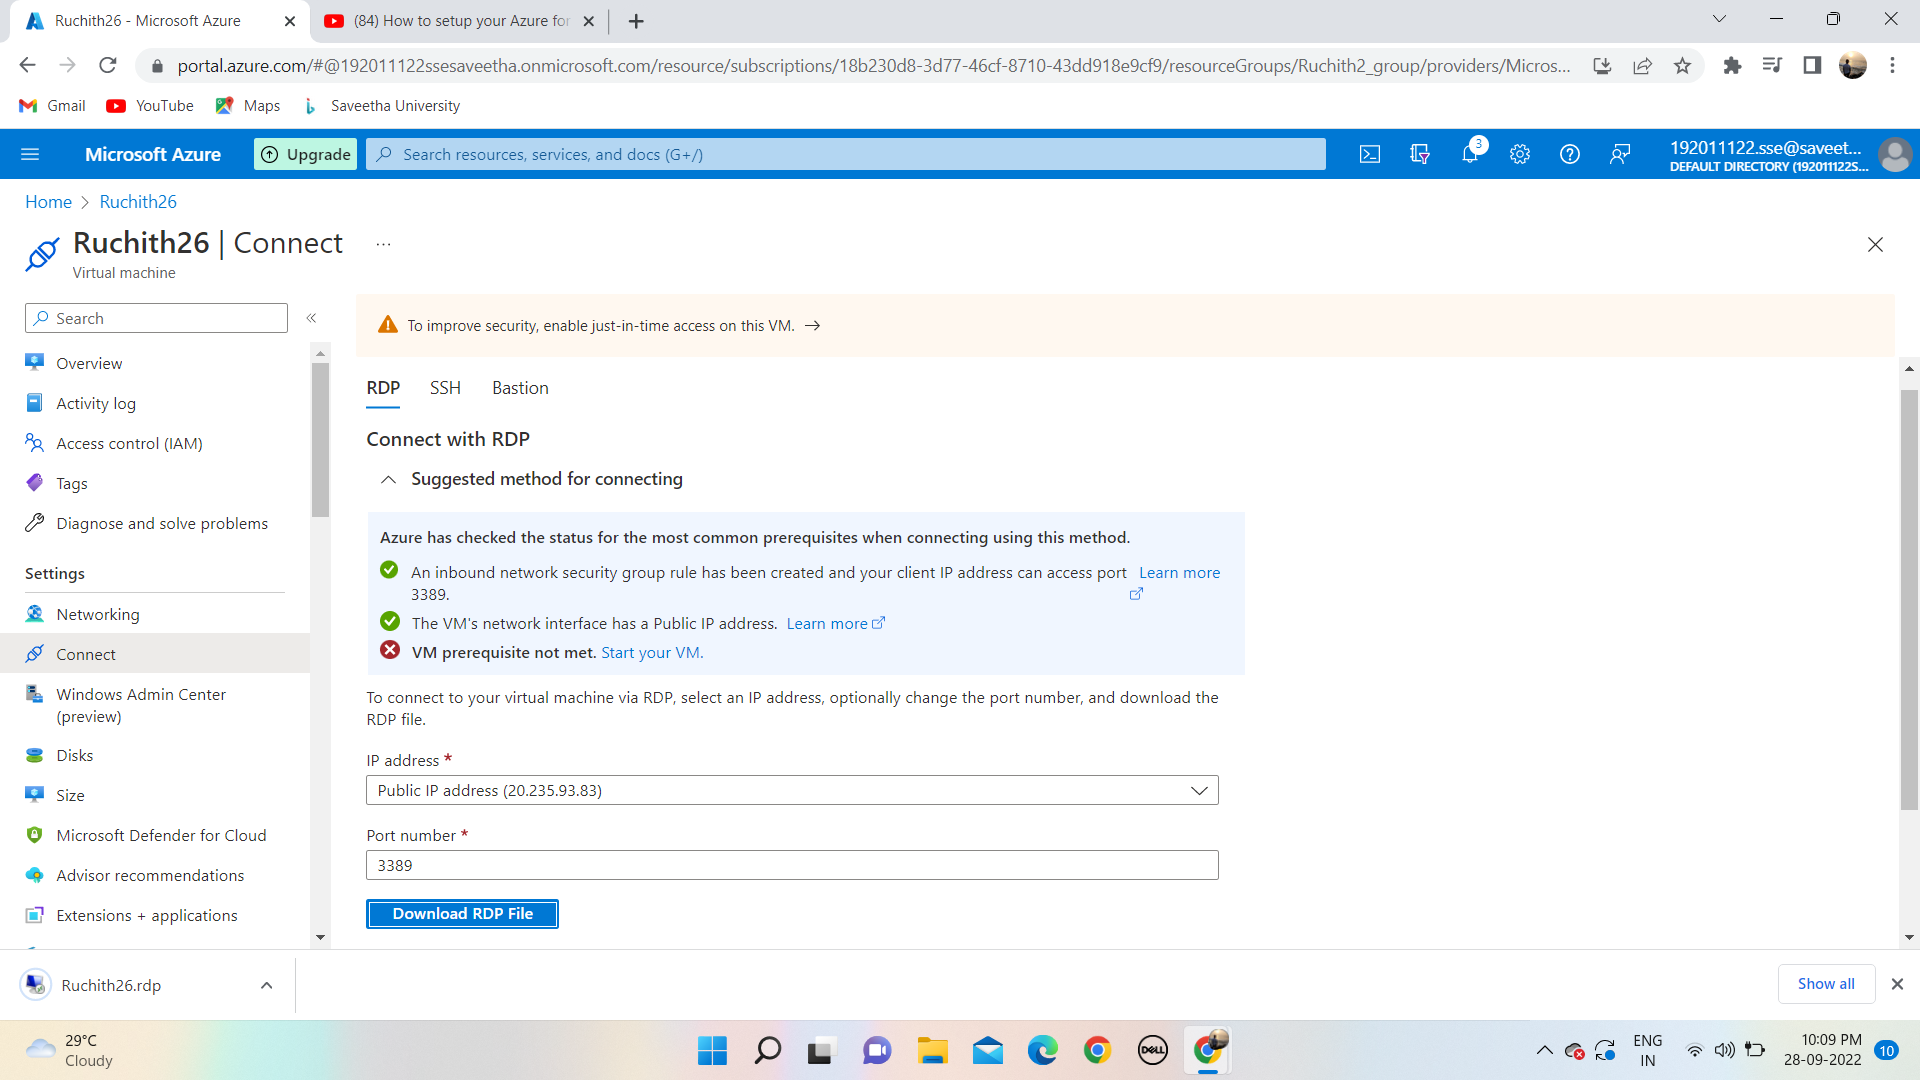 Ruchith26 - Microsoft Azure
(84) How to setup your Azure for
portal.azure.com/#@192011122ssesaveetha.onmicrosoft.com/resource/subscriptions/18b230d8-3d77-46cf-8710-43dd918e9cf9/resourceGroups/Ruchith2_group/providers/Micros...
Gmail
YouTube
Maps
Saveetha University
Microsoft Azure
Upgrade
Search resources, services, and docs (G+/)
3
192011122.sse@saveet...
DEFAULT DIRECTORY (192011122S...
Home > Ruchith26
Ruchith26 | Connect ...
Virtual machine
Search
«
Overview
Activity log
Access control (IAM)
Tags
Diagnose and solve problems
Settings
Networking
Connect
Windows Admin Center
(preview)
Disks
Size
Microsoft Defender for Cloud
Advisor recommendations
Extensions + applications
To improve security, enable just-in-time access on this VM. →
RDP
SSH
Bastion
Connect with RDP
Suggested method for connecting
Azure has checked the status for the most common prerequisites when connecting using this method.
An inbound network security group rule has been created and your client IP address can access port Learn more
3389.
The VM's network interface has a Public IP address. Learn more
VM prerequisite not met. Start your VM.
To connect to your virtual machine via RDP, select an IP address, optionally change the port number, and download the
RDP file.
IP address *
Public IP address (20.235.93.83)
Port number *
3389
Download RDP File
Ruchith26.rdp
Show all
29°C
Cloudy
DELL
ENG
IN
10:09 PM
28-09-2022
10